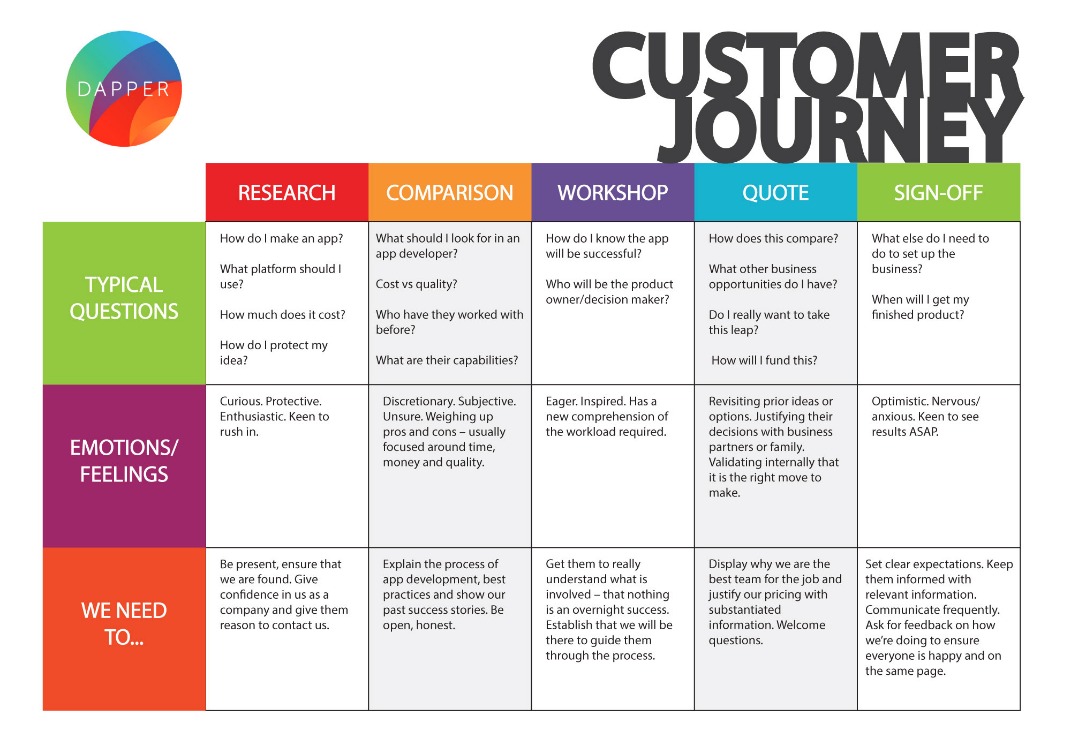 DAPPER
CUSTOMER
JOURNEY
RESEARCH
COMPARISON
WORKSHOP
QUOTE
SIGN-OFF
TYPICAL
QUESTIONS
How do I make an app?
What platform should I
use?
How much does it cost?
How do I protect my
idea?
What should I look for in an
app developer?
Cost vs quality?
Who have they worked with
before?
What are their capabilities?
How do I know the app
will be successful?
Who will be the product
owner/decision maker?
How does this compare?
What other business
opportunities do I have?
Do I really want to take
this leap?
How will I fund this?
What else do I need to
do to set up the
business?
When will I get my
finished product?
EMOTIONS/
FEELINGS
Curious. Protective.
Enthusiastic. Keen to
rush in.
Discretionary. Subjective.
Unsure. Weighing up
pros and cons – usually
focused around time,
money and quality.
Eager. Inspired. Has a
new comprehension of
the workload required.
Revisiting prior ideas or
options. Justifying their
decisions with business
partners or family.
Validating internally that
it is the right move to
make.
Optimistic. Nervous/
anxious. Keen to see
results ASAP.
WE NEED
TO...
Be present, ensure that
we are found. Give
confidence in us as a
company and give them
reason to contact us.
Explain the process of
app development, best
practices and show our
past success stories. Be
open, honest.
Get them to really
understand what is
involved – that nothing
is an overnight success.
Establish that we will be
there to guide them
through the process.
Display why we are the
best team for the job and
justify our pricing with
substantiated
information. Welcome
questions.
Set clear expectations. Keep
them informed with
relevant information.
Communicate frequently.
Ask for feedback on how
we're doing to ensure
everyone is happy and on
the same page.